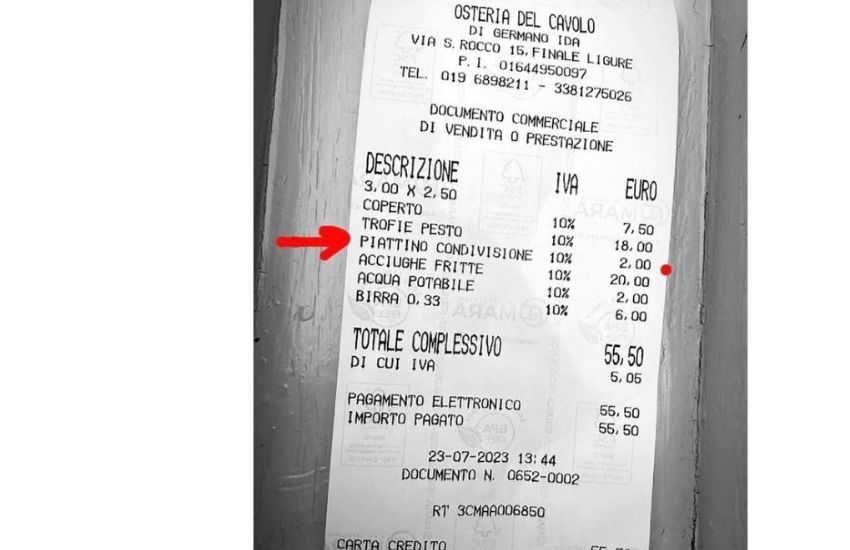 OSTERIA DEL CAVOLO
DI GERMANO IDA
VIA S. ROCCO 15, FINALE LIGURE
P. I. 01644950097
TEL. 019 6898211 - 3381275026
DOCUMENTO COMMERCIALE
DI VENDITA O PRESTAZIONE
DESCRIZIONE IVA EURO
3,00 X 2,50
COPERTO 10% 7,50
TROFIE PESTO 10% 18,00
PIATTINO CONDIVISIONE 10% 2,00
ACCIUGHE FRITTE 10% 20,00
ACQUA POTABILE 10% 2,00
BIRRA 0,33 10% 6,00
TOTALE COMPLESSIVO 55,50
DI CUI IVA 5,05
PAGAMENTO ELETTRONICO 55,50
IMPORTO PAGATO 55,50
23-07-2023 13:44
DOCUMENTO N. 0652-0002
RT 3CMAA006850
CARTA CREDITO 55,50